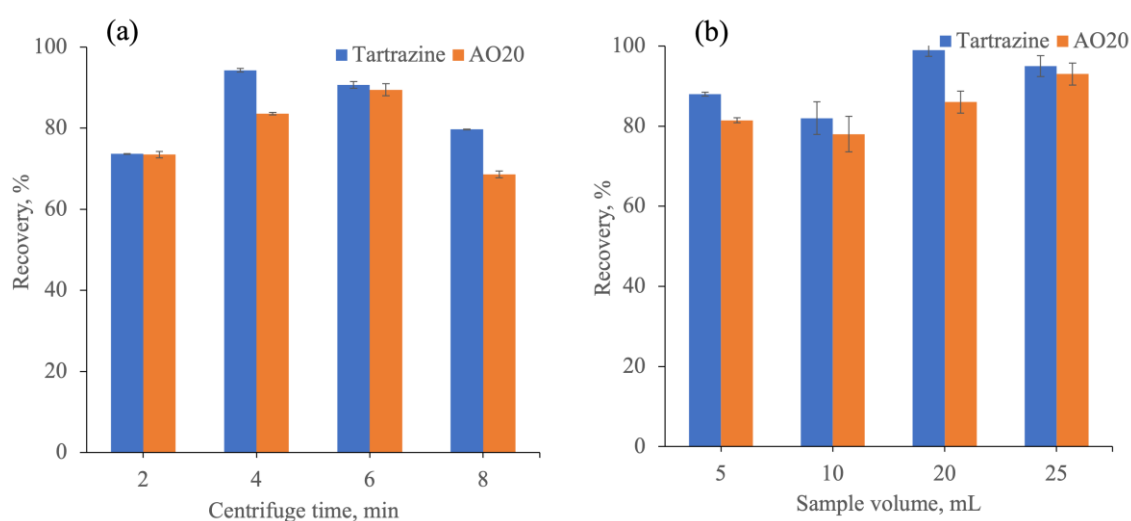 (a)
Tartrazine AO20
100
80
60
40
20
0
Recovery, %
2 4 6 8
Centrifuge time, min
(b)
Tartrazine AO20
100
80
60
40
20
0
Recovery, %
5 10 20 25
Sample volume, mL